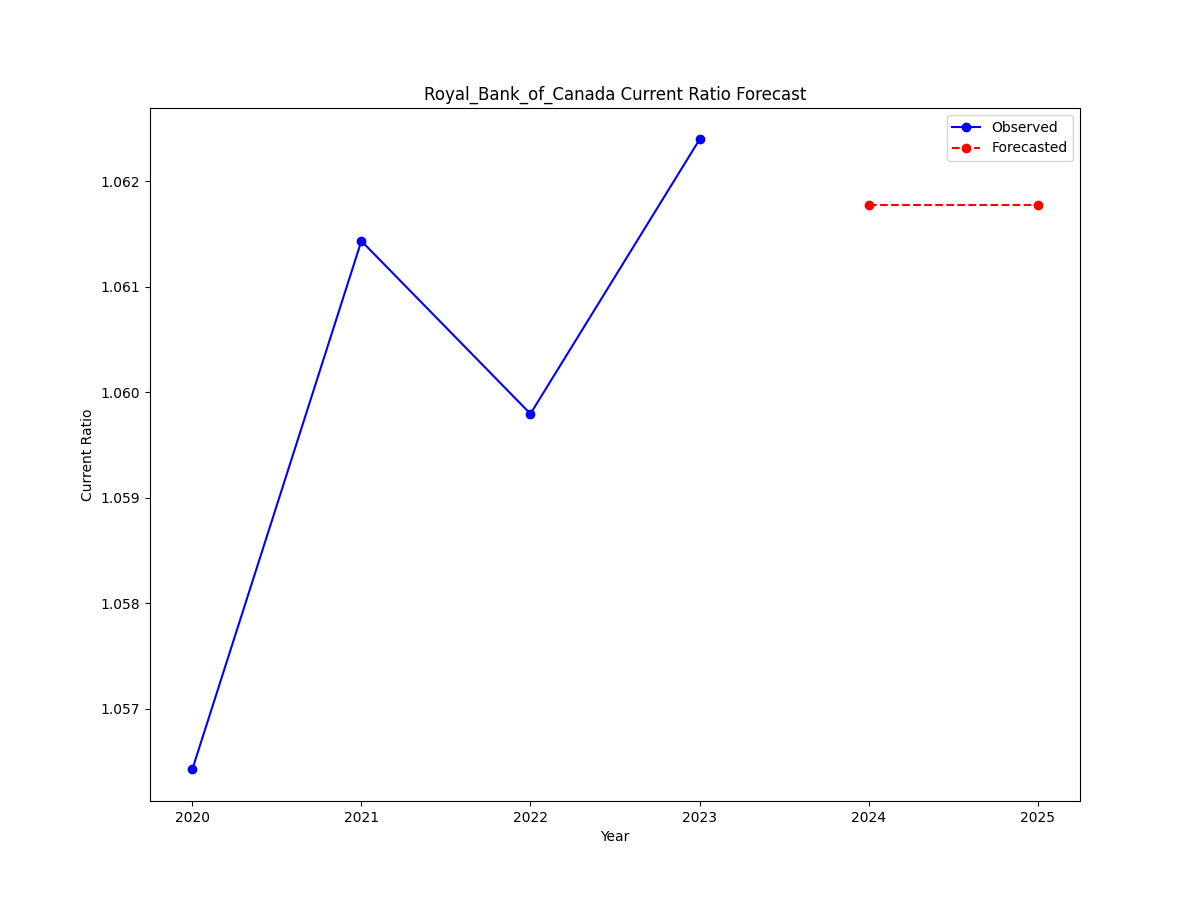 Royal_Bank_of_Canada Current Ratio Forecast
Observed
Forecasted
1.062
1.061
1.060
1.059
1.058
1.057
Current Ratio
2020 2021 2022 2023 2024 2025
Year